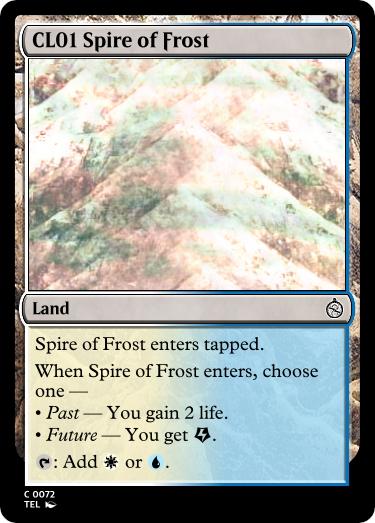 CL01 Spire of Frost
Land
Spire of Frost enters tapped.
When Spire of Frost enters, choose
one —
• Past — You gain 2 life.
• Future — You get.
: Add or.
C 0072
TEL